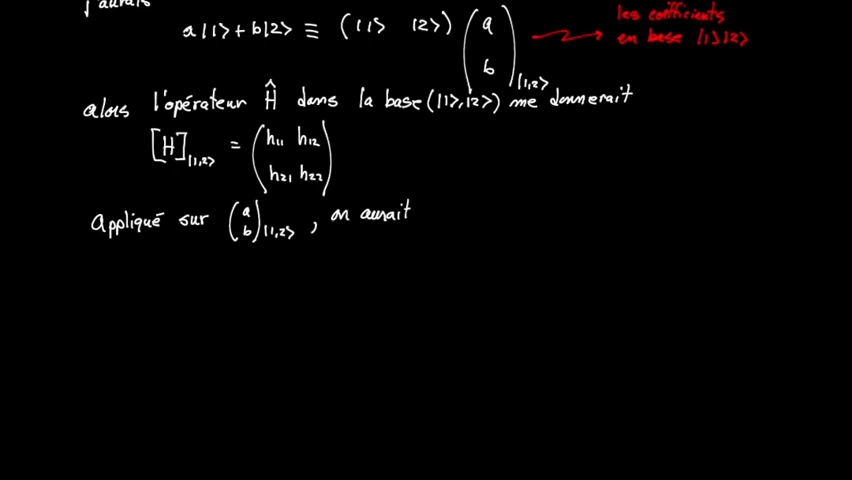 j'aurais
a|1> + b|2> ≡ (|1> |2>) (a b)|1,2>
les coefficients
en base |1>|2>
alors l'opérateur Ĥ dans la base (|1>,|2>) me donnerait
[H]|1,2> = (h11 h12
h21 h22)
Appliqué sur (a b)|1,2>, on aurait